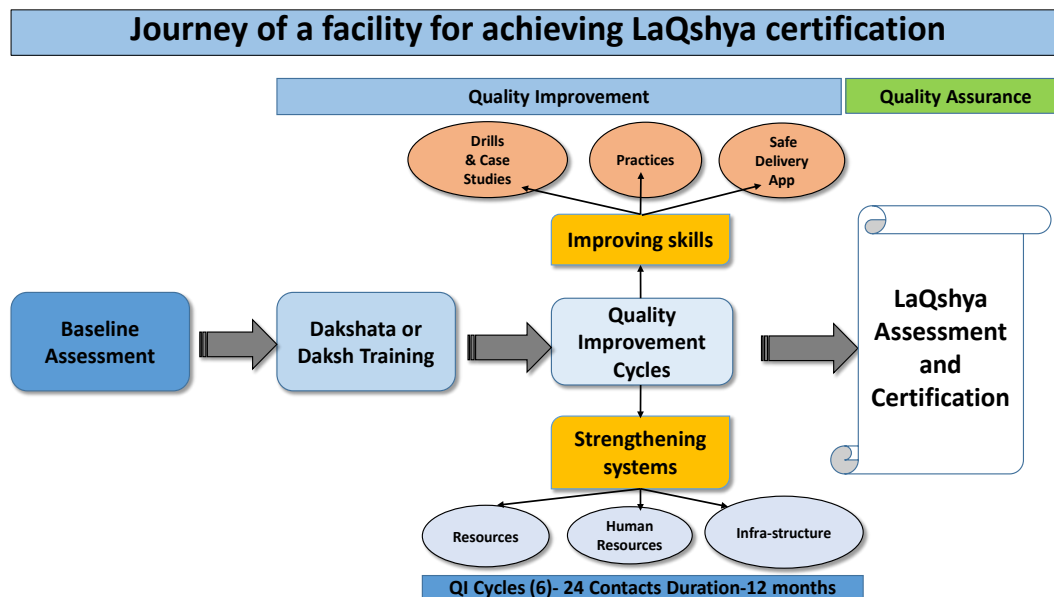 Journey of a facility for achieving LaQshya certification
Quality Improvement
Quality Assurance
Drills
& Case
Studies
Practices
Safe
Delivery
App
Improving skills
Baseline
Assessment
Dakshata or
Daksh Training
Quality
Improvement
Cycles
LaQshya
Assessment
and
Certification
Strengthening
systems
Resources
Human
Resources
Infra-structure
QI Cycles (6)- 24 Contacts Duration-12 months